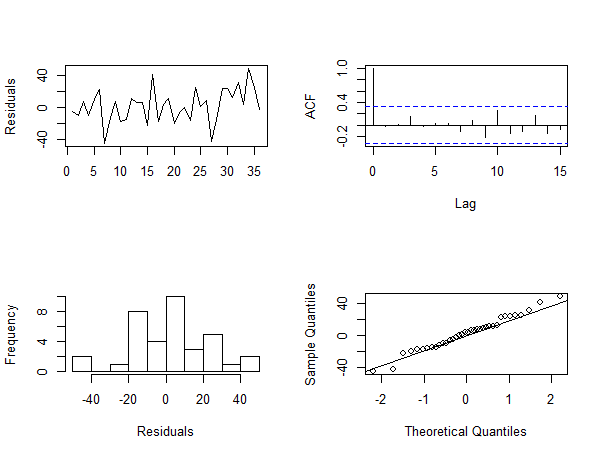 Residuals
40
0
-40
0 5 10 15 20 25 30 35
ACF
1.0
0.4
-0.2
0 5 10 15
Lag
Frequency
8
4
0
-40 -20 0 20 40
Residuals
Sample Quantiles
40
0
-40
-2 -1 0 1 2
Theoretical Quantiles